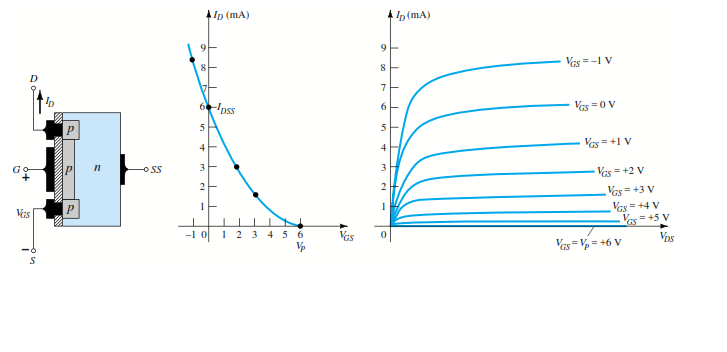 D
I_D
p
G
+
p
n
SS
p
V_GS
−
S
I_D (mA)
9
8
7
6
I_DSS
5
4
3
2
1
−1 0 1 2 3 4 5 6
V_P
V_GS
I_D (mA)
9
8
7
6
5
4
3
2
1
0
V_GS = −1 V
V_GS = 0 V
V_GS = +1 V
V_GS = +2 V
V_GS = +3 V
V_GS = +4 V
V_GS = +5 V
V_GS = V_P = +6 V
V_DS